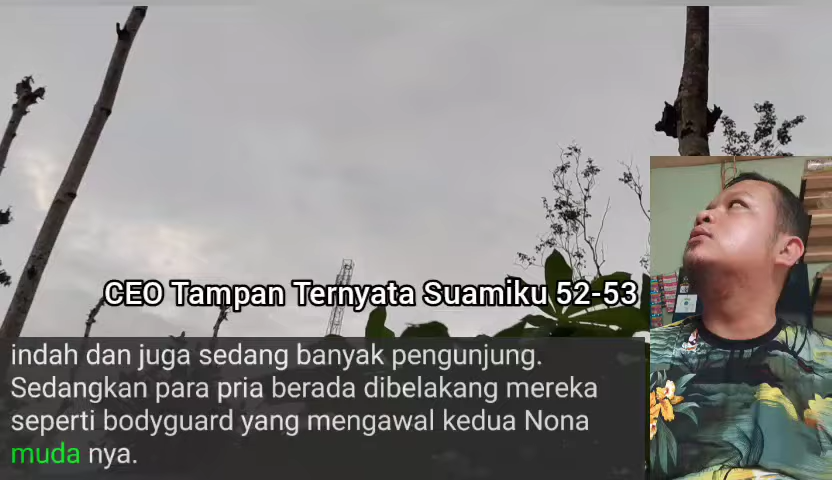 CEO Tampan Ternyata Suamiku 52-53
indah dan juga sedang banyak pengunjung.
Sedangkan para pria berada dibelakang mereka
seperti bodyguard yang mengawal kedua Nona
muda nya.